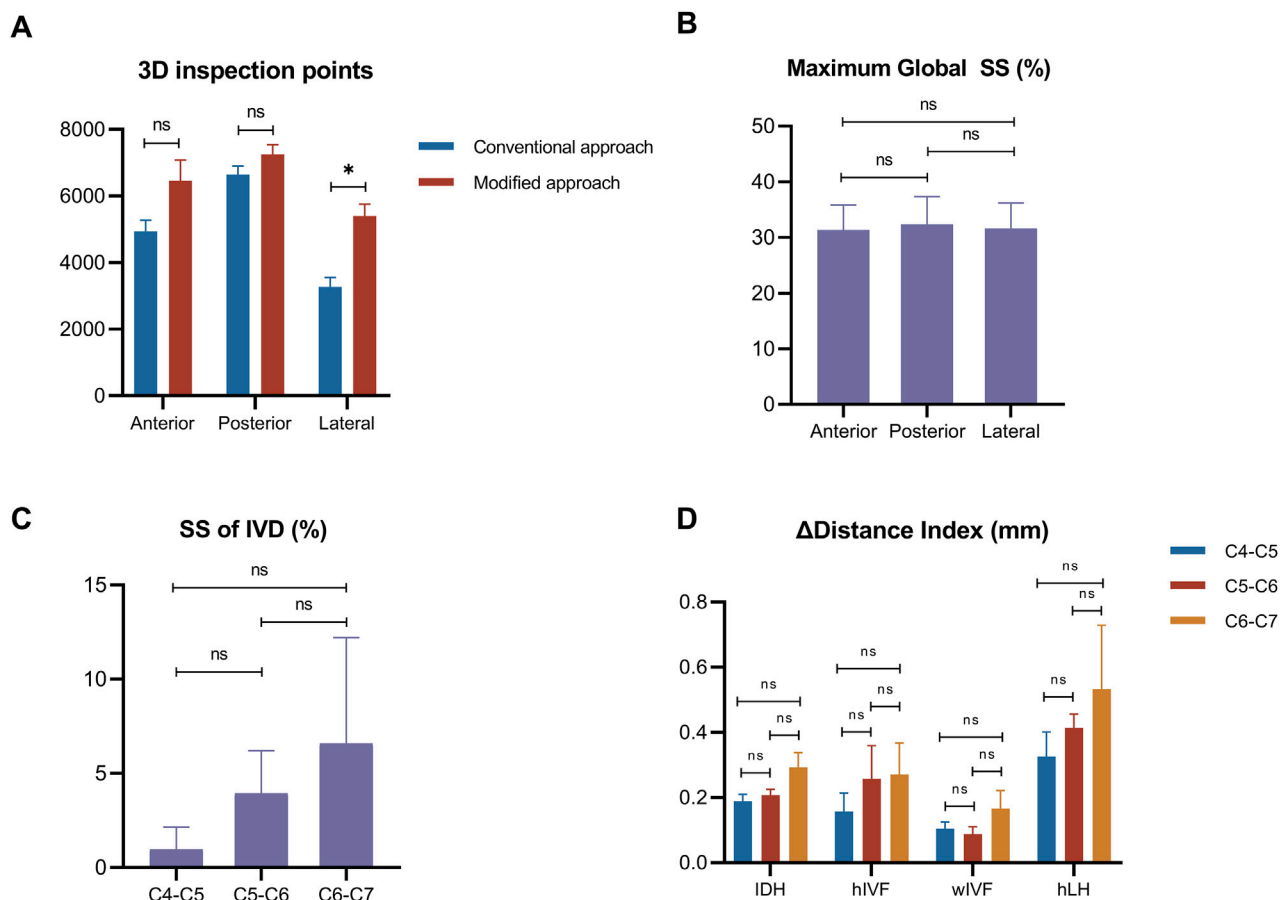 A
3D inspection points
ns
ns
*
8000
6000
4000
2000
0
Anterior Posterior Lateral
Conventional approach
Modified approach
B
Maximum Global SS (%)
ns
ns
ns
50
40
30
20
10
0
Anterior Posterior Lateral
C
SS of IVD (%)
ns
ns
ns
15
10
5
0
C4-C5 C5-C6 C6-C7
D
ΔDistance Index (mm)
C4-C5
C5-C6
C6-C7
ns
ns
ns
ns
ns
ns
ns
ns
ns
ns
ns
ns
0.8
0.6
0.4
0.2
0.0
IDH hIVF wIVF hLH